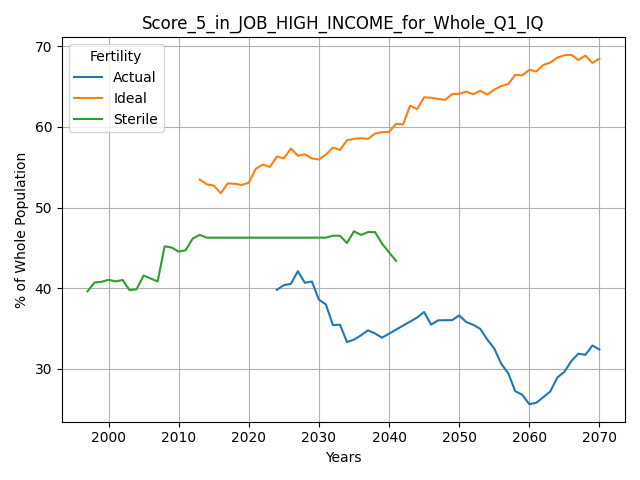 Score_5_in_JOB_HIGH_INCOME_for_Whole_Q1_IQ
Fertility
Actual
Ideal
Sterile
% of Whole Population
70
60
50
40
30
2000 2010 2020 2030 2040 2050 2060 2070
Years